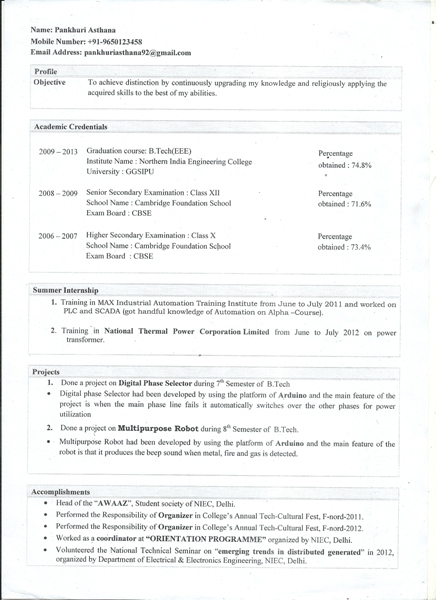 Name: Pankhuri Asthana
Mobile Number: +91-9650123458
Email Address: pankhuriasthana92@gmail.com
Profile
Objective To achieve distinction by continuously upgrading my knowledge and religiously applying the
acquired skills to the best of my abilities.
Academic Credentials
2009 – 2013 Graduation course: B.Tech(EEE) Percentage
Institute Name : Northern India Engineering College obtained : 74.8%
University : GGSIPU
2008 – 2009 Senior Secondary Examination : Class XII Percentage
School Name : Cambridge Foundation School obtained : 71.6%
Exam Board : CBSE
2006 – 2007 Higher Secondary Examination : Class X Percentage
School Name : Cambridge Foundation School obtained : 73.4%
Exam Board : CBSE
Summer Internship
1. Training in MAX Industrial Automation Training Institute from June to July 2011 and worked on
PLC and SCADA (got handful knowledge of Automation on Alpha –Course).
2. Training in National Thermal Power Corporation Limited from June to July 2012 on power
transformer.
Projects
1. Done a project on Digital Phase Selector during 7th Semester of B.Tech
• Digital phase Selector had been developed by using the platform of Arduino and the main feature of the
project is when the main phase line fails it automatically switches over the other phases for power
utilization
2. Done a project on Multipurpose Robot during 8th Semester of B.Tech.
• Multipurpose Robot had been developed by using the platform of Arduino and the main feature of the
robot is that it produces the beep sound when metal, fire and gas is detected.
Accomplishments
• Head of the "AWAAZ", Student society of NIEC, Delhi.
• Performed the Responsibility of Organizer in College's Annual Tech-Cultural Fest, F-nord-2011.
• Performed the Responsibility of Organizer in College's Annual Tech-Cultural Fest, F-nord-2012.
• Worked as a coordinator at "ORIENTATION PROGRAMME" organized by NIEC, Delhi.
• Volunteered the National Technical Seminar on "emerging trends in distributed generated" in 2012,
organized by Department of Electrical & Electronics Engineering, NIEC, Delhi.